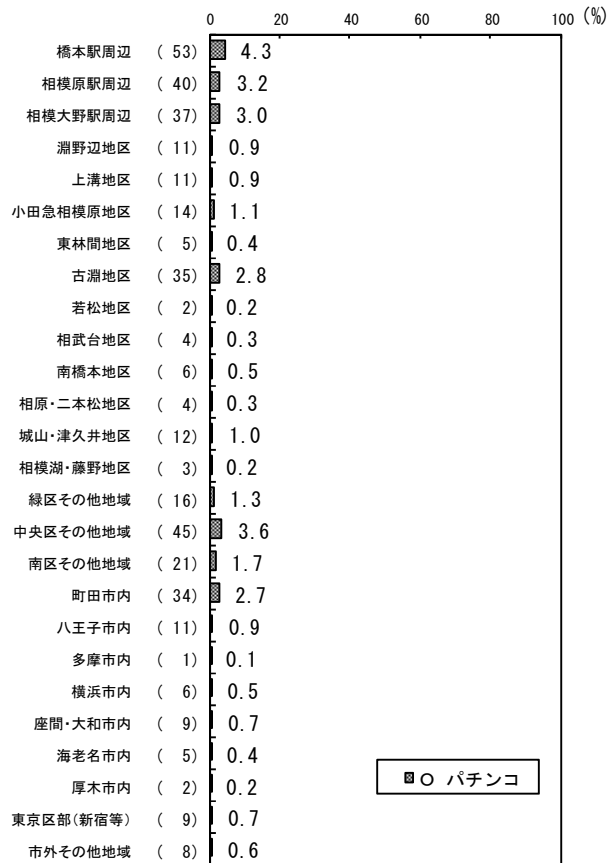 0 20 40 60 80 100 (%)
橋本駅周辺 ( 53) 4.3
相模原駅周辺 ( 40) 3.2
相模大野駅周辺 ( 37) 3.0
淵野辺地区 ( 11) 0.9
上溝地区 ( 11) 0.9
小田急相模原地区 ( 14) 1.1
東林間地区 ( 5) 0.4
古淵地区 ( 35) 2.8
若松地区 ( 2) 0.2
相武台地区 ( 4) 0.3
南橋本地区 ( 6) 0.5
相原・二本松地区 ( 4) 0.3
城山・津久井地区 ( 12) 1.0
相模湖・藤野地区 ( 3) 0.2
緑区その他地域 ( 16) 1.3
中央区その他地域 ( 45) 3.6
南区その他地域 ( 21) 1.7
町田市内 ( 34) 2.7
八王子市内 ( 11) 0.9
多摩市内 ( 1) 0.1
横浜市内 ( 6) 0.5
座間・大和市内 ( 9) 0.7
海老名市内 ( 5) 0.4
厚木市内 ( 2) 0.2
東京区部(新宿等) ( 9) 0.7
市外その他地域 ( 8) 0.6
○ パチンコ